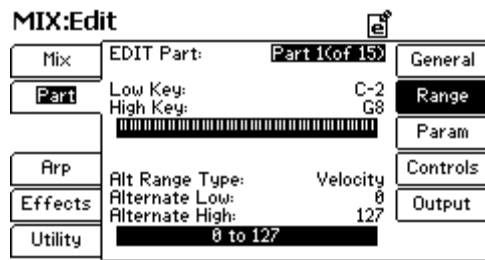 MIX:Edit
e
Mix
Part
Arp
Effects
Utility
EDIT Part: Part 1(of 15)
Low Key: C-2
High Key: G8
Alt Range Type: Velocity
Alternate Low: 0
Alternate High: 127
0 to 127
General
Range
Param
Controls
Output